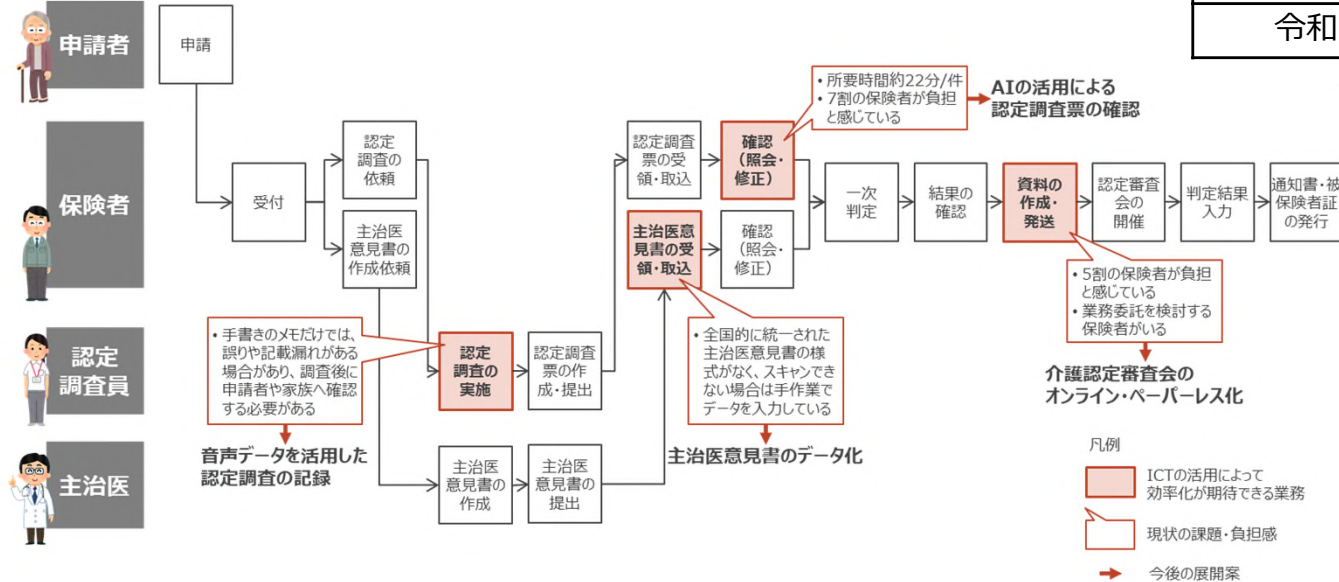 令和
申請者
申請
・所要時間約22分/件
・7割の保険者が負担
と感じている
AIの活用による
認定調査票の確認
保険者
受付
認定
調査の
依頼
主治医
意見書の
作成依頼
認定調査
票の受
領・取込
確認
（照会・
修正）
主治医意
見書の受
領・取込
確認
（照会・
修正）
一次
判定
結果の
確認
資料の
作成・
発送
認定審査
会の
開催
判定結果
入力
通知書・被
保険者証
の発行
・5割の保険者が負担
と感じている
・業務委託を検討する
保険者がいる
介護認定審査会の
オンライン・ペーパーレス化
認定
調査員
・手書きのメモだけでは、
誤りや記載漏れがある
場合があり、調査後に
申請者や家族へ確認
する必要がある
音声データを活用した
認定調査の記録
認定
調査の
実施
認定調査
票の作
成・提出
・全国的に統一された
主治医意見書の様
式がなく、スキャンでき
ない場合は手作業で
データを入力している
主治医意見書のデータ化
主治医
主治医
意見書の
作成
主治医
意見書の
提出
凡例
ICTの活用によって
効率化が期待できる業務
現状の課題・負担感
今後の展開案